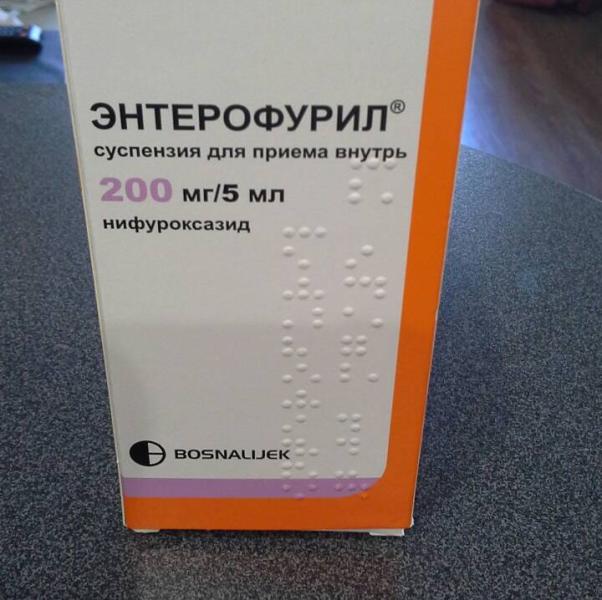 ЭНТЕРОФУРИЛ®
суспензия для приема внутрь
200 мг/5 мл
нифуроксазид
BOSNALIJEK